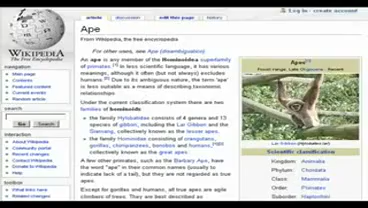 Log in / create account
article
discussion
edit this page
history
Ape
From Wikipedia, the free encyclopedia
For other uses, see Ape (disambiguation)
An ape is any member of the Hominoidea superfamily
of primates.
In less scientific language, it has various
meanings, although it often (but not always) excludes
humans. Due to its ambiguous nature, the term 'ape'
is less suitable as a means of describing taxonomic
relationships
Under the current classification system there are two
families of hominoids:
the family Hylobatidae consists of 4 genera and 13
species of gibbon, including the Lar Gibbon and the
Siamang, collectively known as the lesser apes.
the family Hominidae consisting of orangutans,
gorillas, chimpanzees, bonobos and humans,
collectively known as the great apes.
A few other primates, such as the Barbary Ape, have
the word "ape" in their common names (usually to
indicate lack of a tail), but they are not regarded as true
apes.
Except for gorillas and humans, all true apes are agile
climbers of trees. They are best described as
WIKIPEDIA
The Free Encyclopedia
navigation
Main page
Contents
Featured content
Current events
Random article
search
Go
Search
interaction
About Wikipedia
Community portal
Recent changes
Contact Wikipedia
Donate to Wikipedia
Help
toolbox
What links here
Related changes
Lar Gibbon
Scientific classification
Kingdom: Animalia
Phylum: Chordata
Class: Mammalia
Order: Primates
Suborder: Haplorrhini